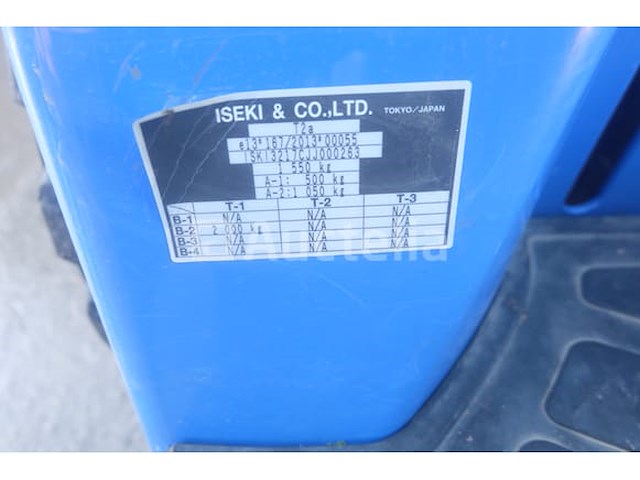 ISEKI & CO.,LTD. TOKYO/JAPAN
T2a
e13*167/2013*00055
1 550 kg
A-1: 500 kg
A-2:1 050 kg
T-1 T-2 T-3
B-1 N/A N/A N/A
B-2 2 000 kg N/A N/A
B-3 N/A N/A N/A
B-4 N/A N/A N/A
Auctelia